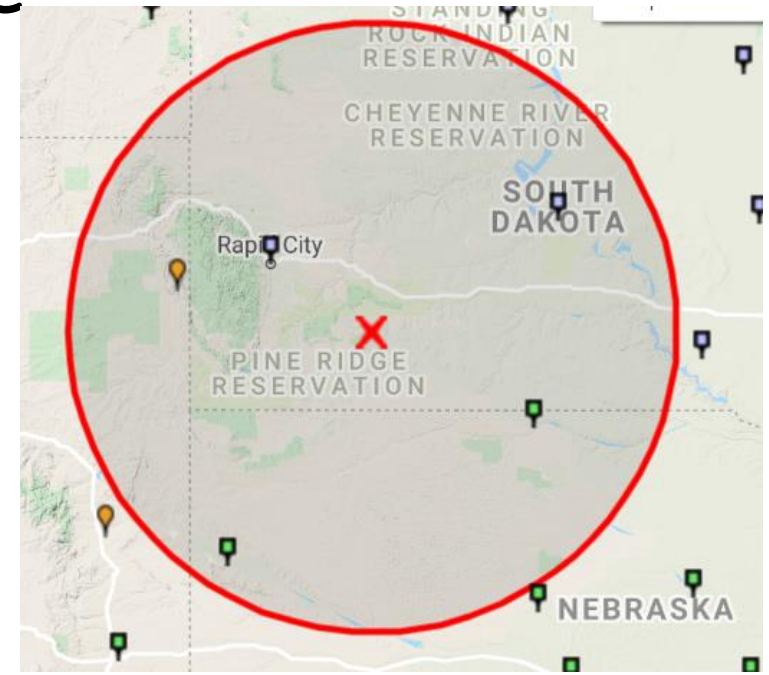 STANDING
ROCK INDIAN
RESERVATION
CHEYENNE RIVER
RESERVATION
SOUTH
DAKOTA
Rapid City
PINE RIDGE
RESERVATION
NEBRASKA